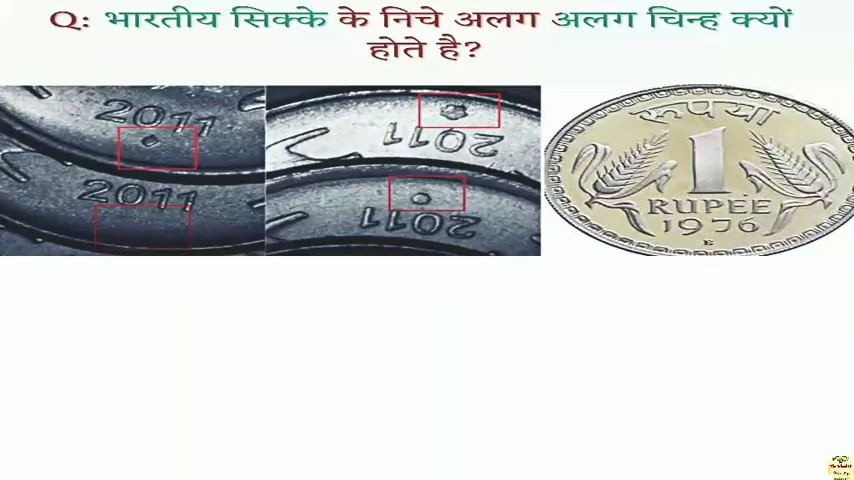 Q: भारतीय सिक्के के निचे अलग अलग चिन्ह क्यों
होते है?
2011
2011
2011
2011
रूपया
1
RUPEE
1976
E